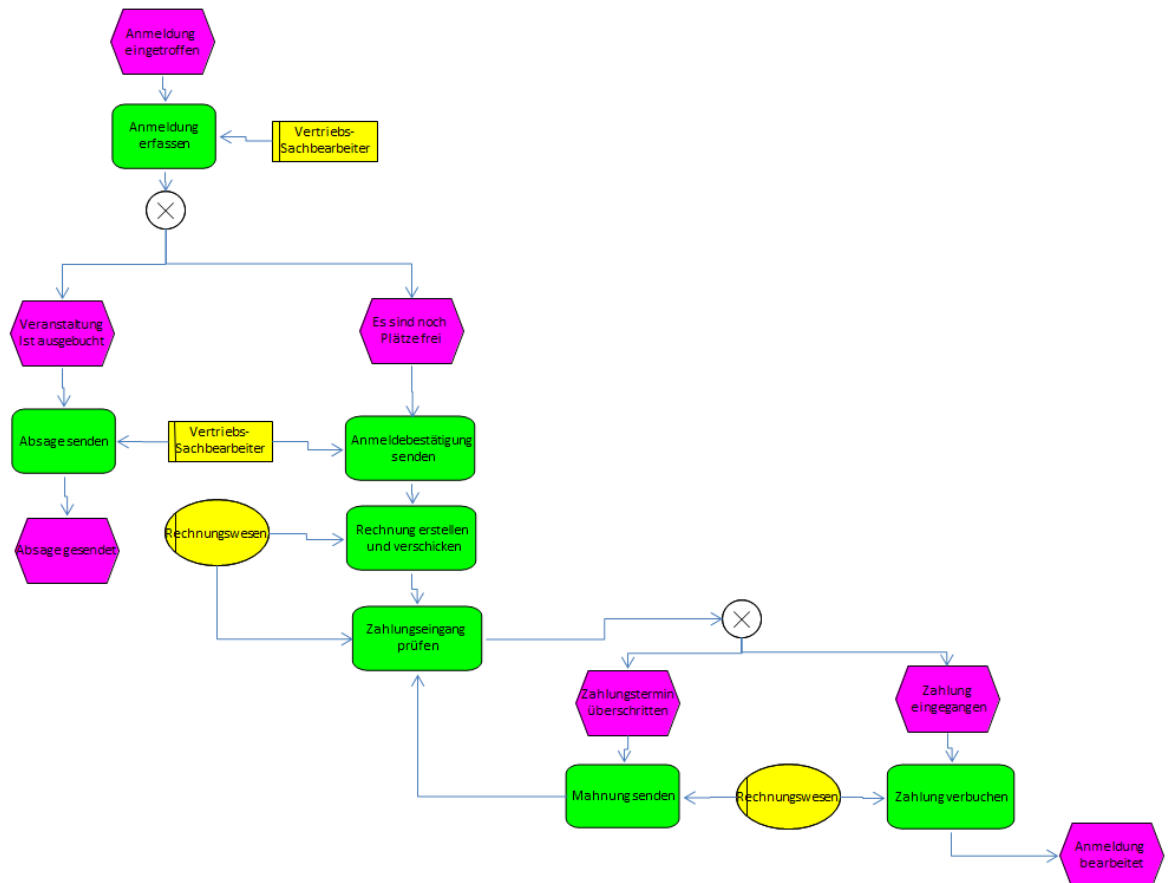 Anmeldung
eingetroffen
Anmeldung
erfassen
Vertriebs-
Sachbearbeiter
Veranstaltung
ist ausgebucht
Es sind noch
Plätze frei
Absage senden
Vertriebs-
Sachbearbeiter
Anmeldebestätigung
senden
Absage gesendet
Rechnungswesen
Rechnung erstellen
und verschicken
Zahlungseingang
prüfen
Zahlungstermin
überschritten
Zahlung
eingegangen
Mahnung senden
Rechnungswesen
Zahlung verbuchen
Anmeldung
bearbeitet